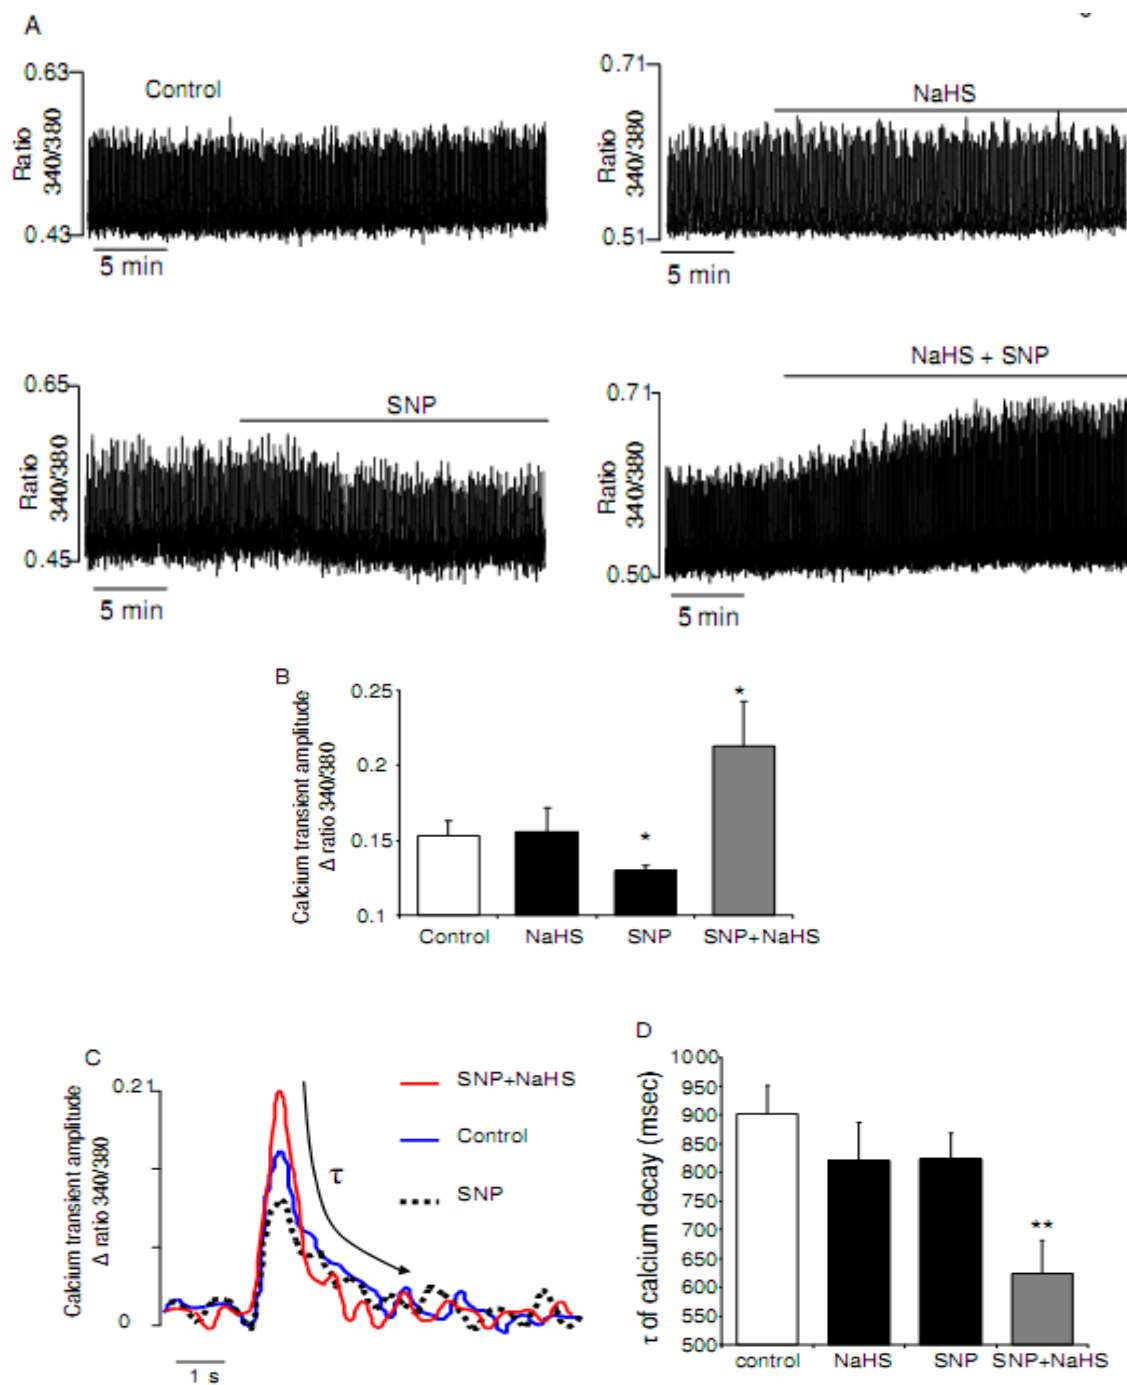 A
0.63
Control
Ratio
340/380
0.43
5 min
0.71
NaHS
Ratio
340/380
0.51
5 min
0.65
SNP
Ratio
340/380
0.45
5 min
NaHS + SNP
0.71
Ratio
340/380
0.50
5 min
B
Calcium transient amplitude
Δ ratio 340/380
0.25
0.2
0.15
0.1
*
*
Control NaHS SNP SNP+NaHS
C
Calcium transient amplitude
Δ ratio 340/380
0.21
0
τ
SNP+NaHS
Control
SNP
1 s
D
τ of calcium decay (msec)
1000
950
900
850
800
750
700
650
600
550
500
**
control NaHS SNP SNP+NaHS